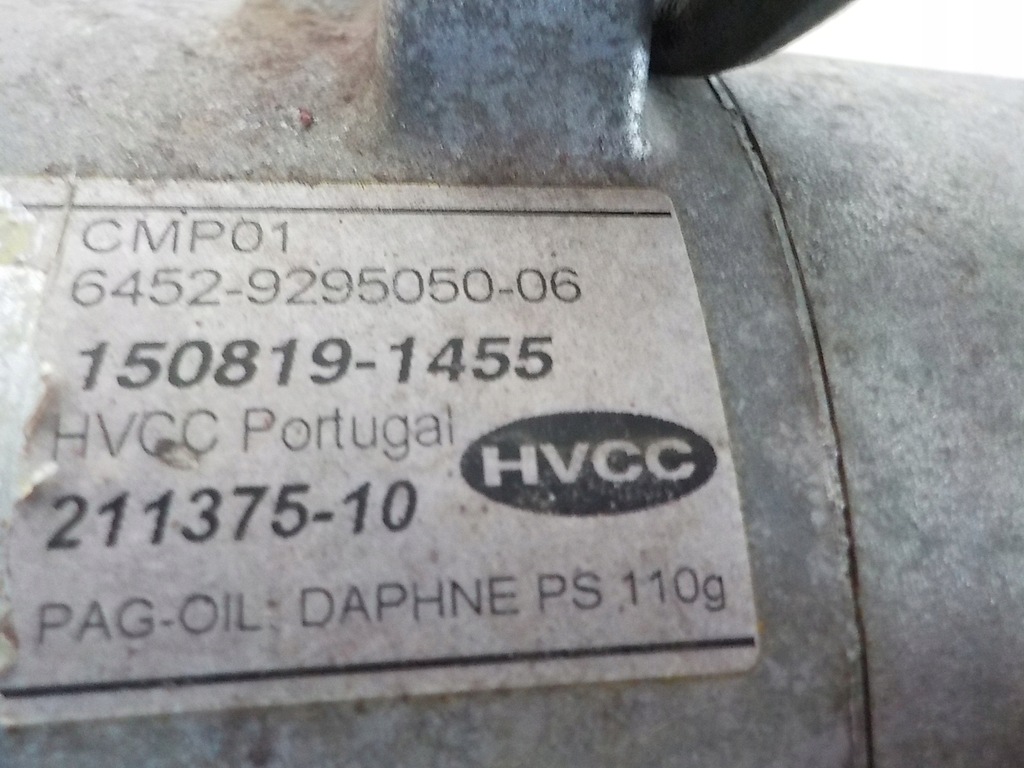 CMP01
6452-9295050-06
150819-1455
HVCC Portugal
HVCC
211375-10
PAG-OIL: DAPHNE PS 110g